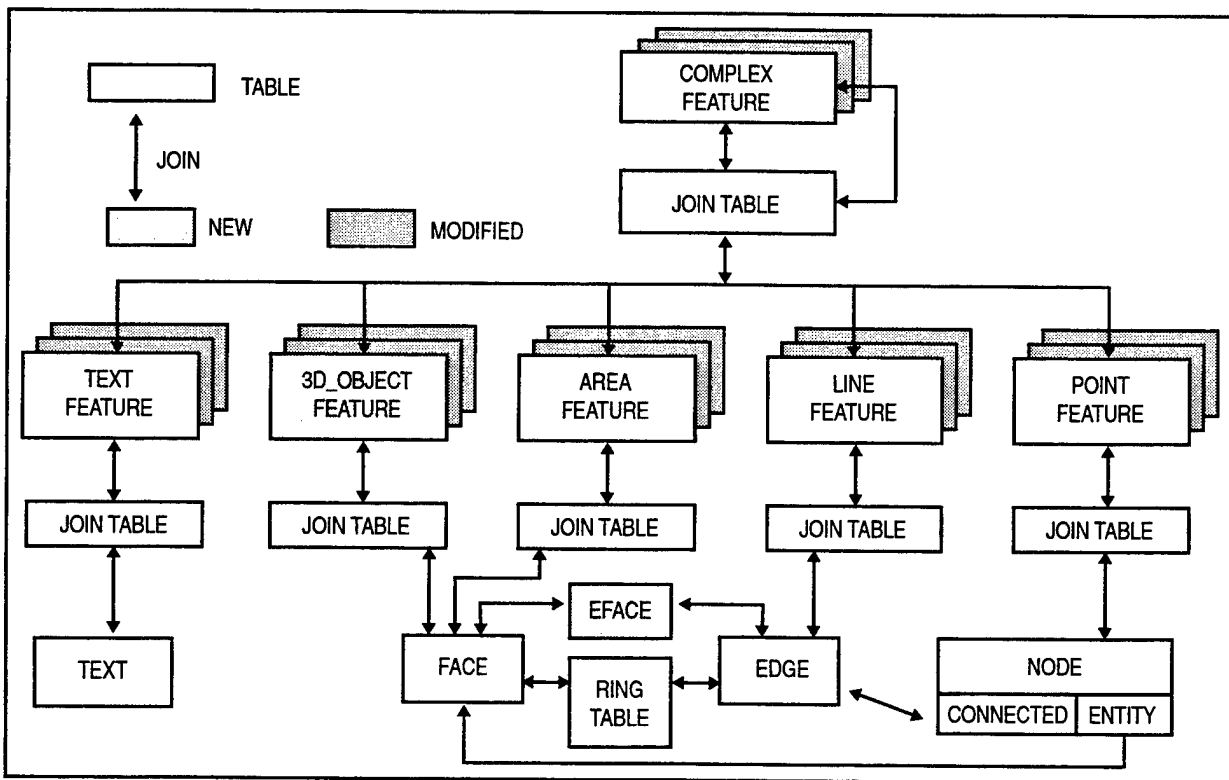 COMPLEX
FEATURE
TABLE
JOIN
JOIN TABLE
NEW
MODIFIED
TEXT
FEATURE
3D_OBJECT
FEATURE
AREA
FEATURE
LINE
FEATURE
POINT
FEATURE
JOIN TABLE
JOIN TABLE
JOIN TABLE
JOIN TABLE
JOIN TABLE
EFACE
TEXT
FACE
RING
TABLE
EDGE
NODE
CONNECTED
ENTITY